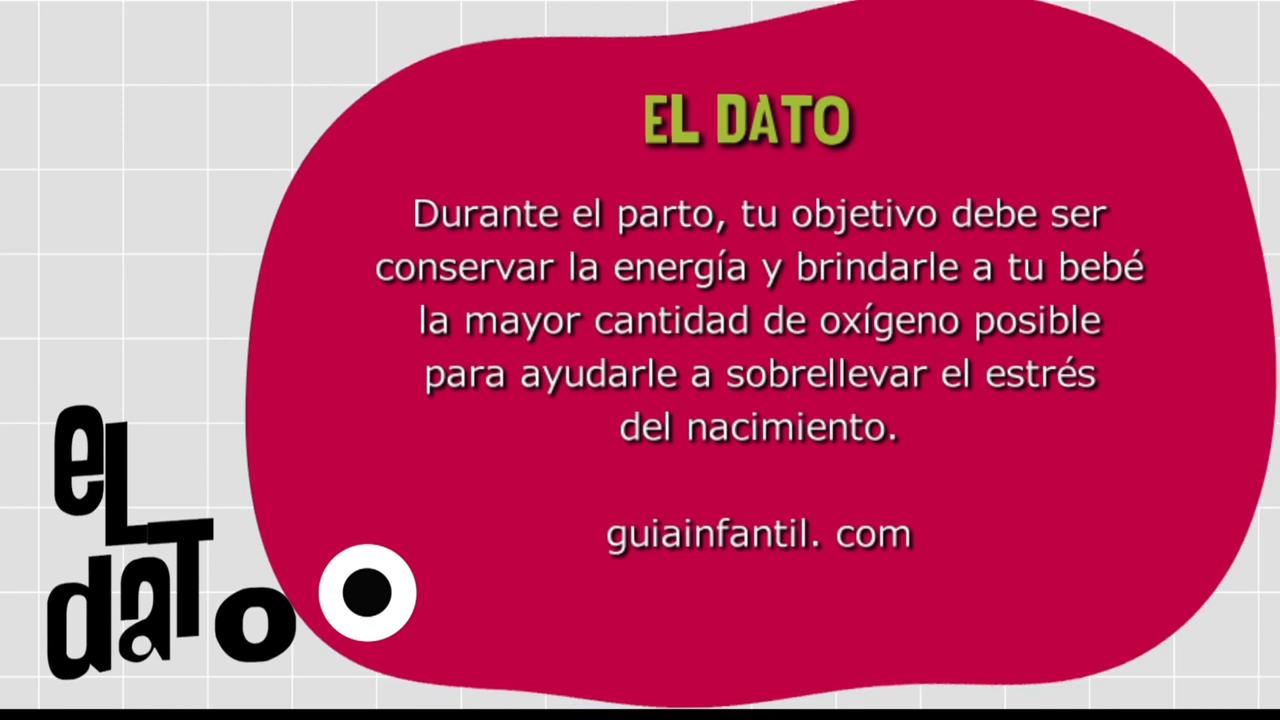 EL DATO
Durante el parto, tu objetivo debe ser
conservar la energía y brindarle a tu bebé
la mayor cantidad de oxígeno posible
para ayudarle a sobrellevar el estrés
del nacimiento.
guiainfantil. com
eL
daTo